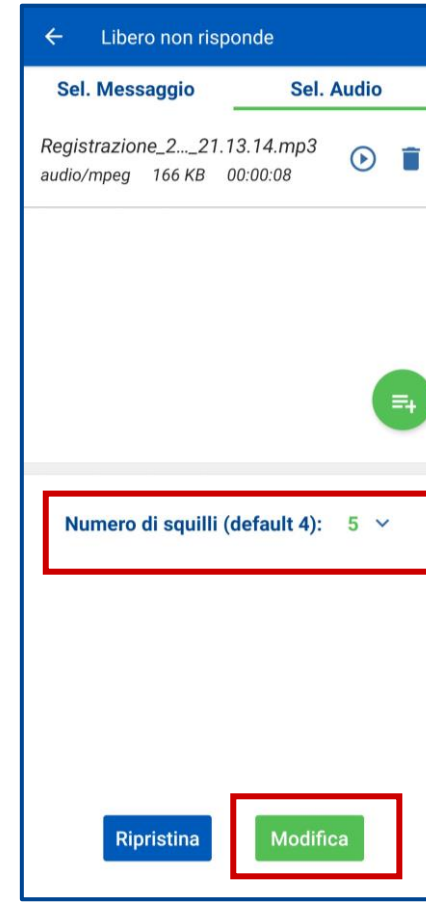 Libero non risponde
Sel. Messaggio Sel. Audio
Registrazione_2..._21.13.14.mp3
audio/mpeg 166 KB 00:00:08
Numero di squilli (default 4): 5
Ripristina Modifica